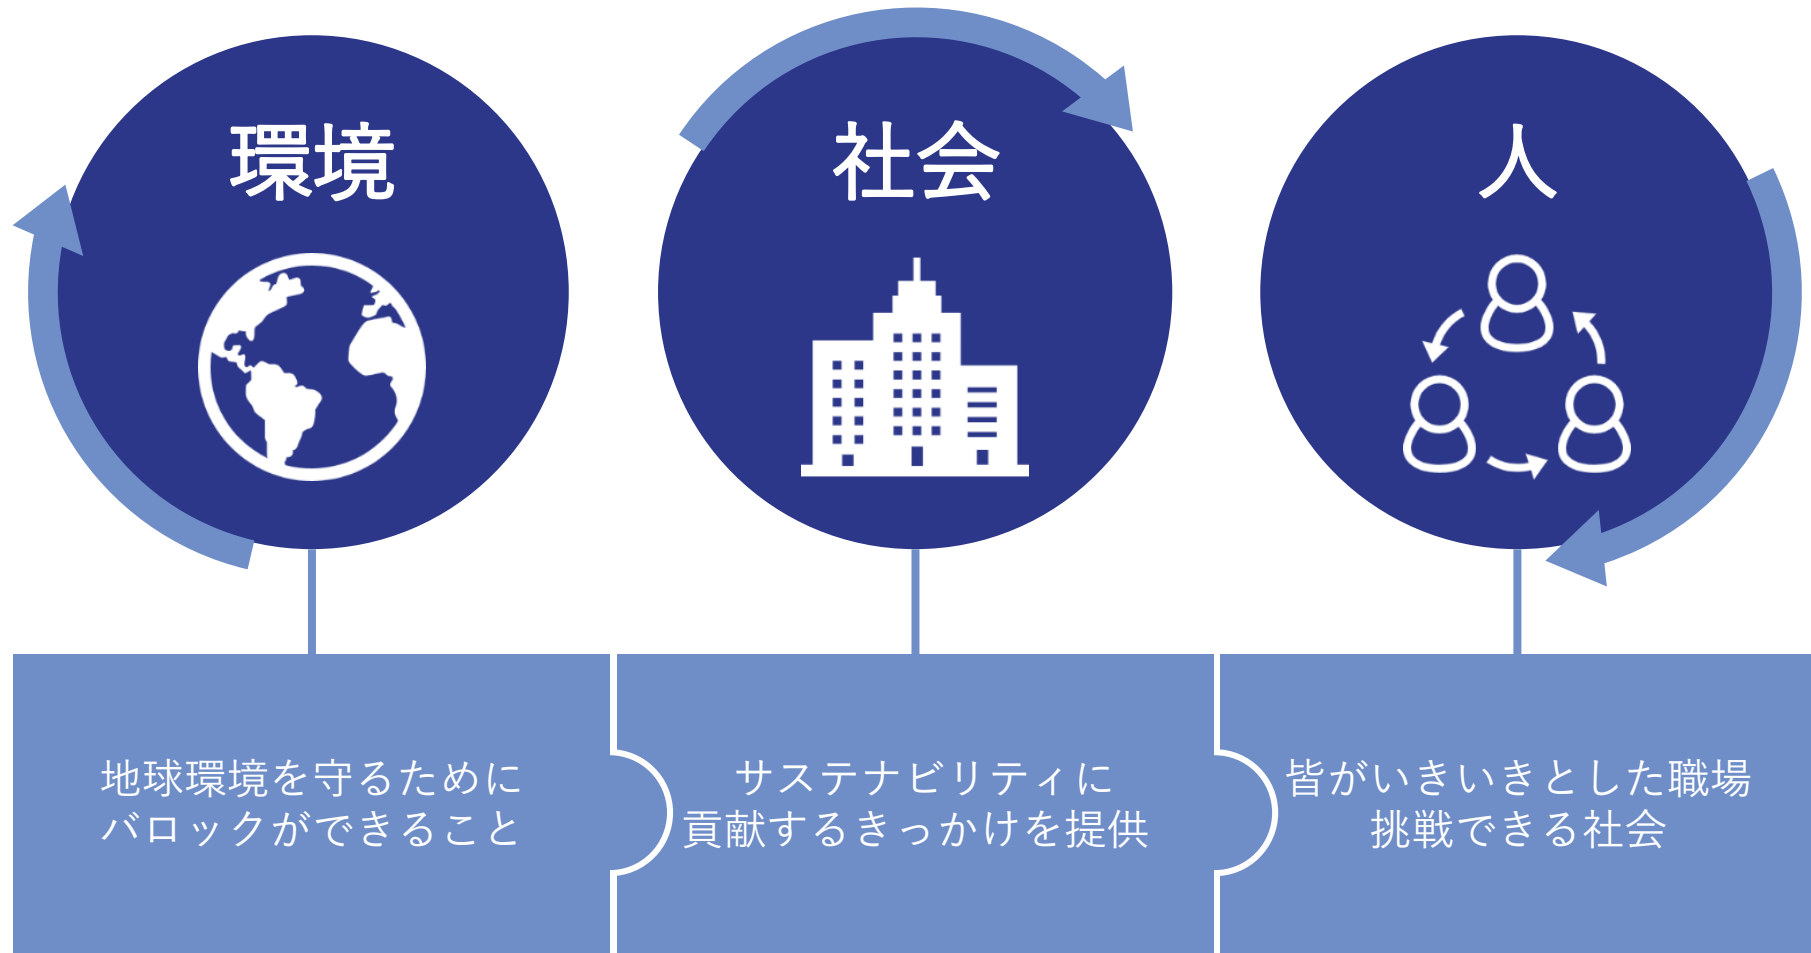 環境
社会
人
地球環境を守るために
バロックができること
サステナビリティに
貢献するきっかけを提供
皆がいきいきとした職場
挑戦できる社会